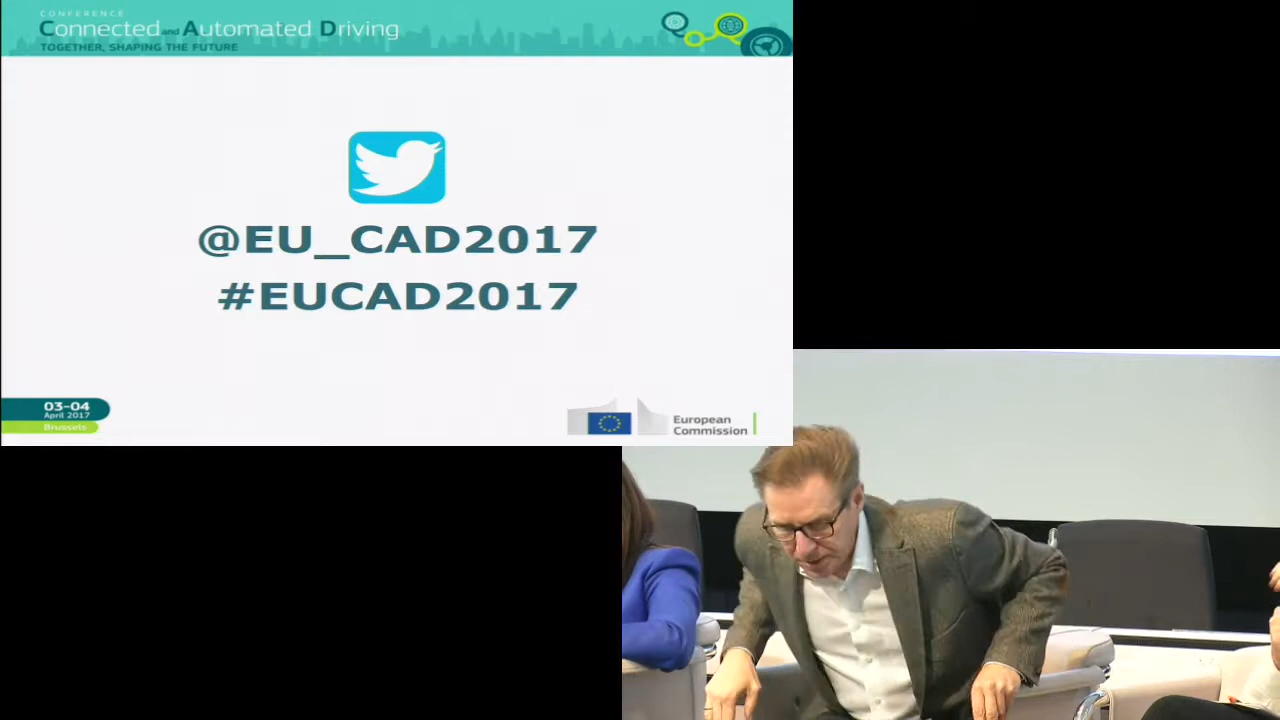 CONFERENCE
Connected and Automated Driving
TOGETHER, SHAPING THE FUTURE
@EU_CAD2017
#EUCAD2017
03-04
April 2017
Brussels
European
Commission